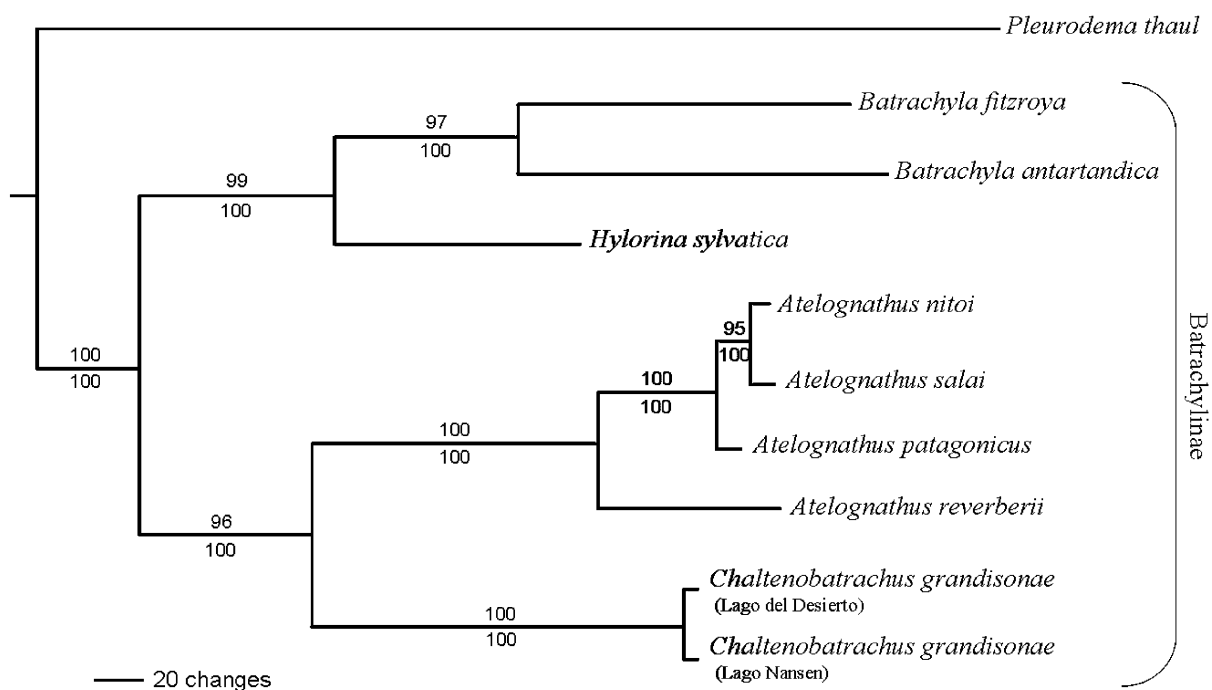 Pleurodema thaul
Batrachyla fitzroya
97
100
Batrachyla antartandica
99
100
Hylorina sylvatica
Atelognathus nitoi
95
100
Atelognathus salai
100
100
100
100
Atelognathus patagonicus
100
100
Atelognathus reverberii
96
100
Chaltenobatrachus grandisonae
(Lago del Desierto)
100
100
Chaltenobatrachus grandisonae
(Lago Nansen)
20 changes
Batrachylinae